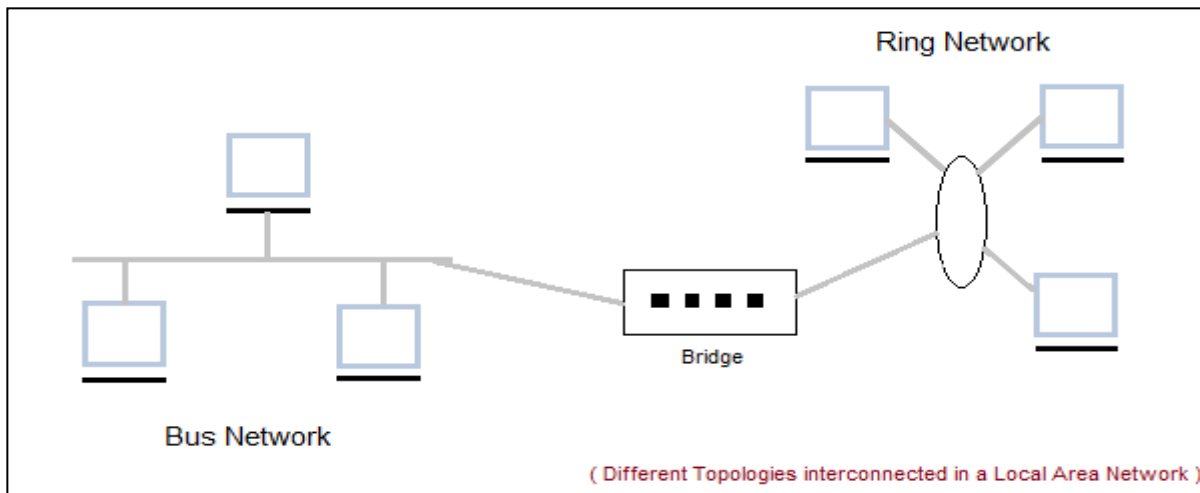 Ring Network
Bridge
Bus Network
( Different Topologies interconnected in a Local Area Network )